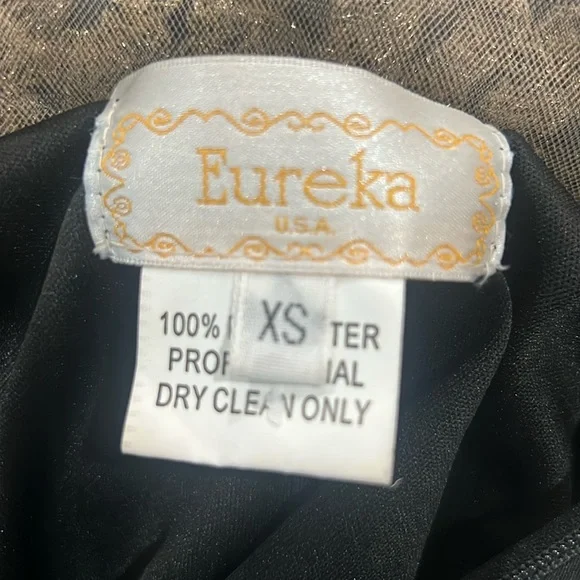 Eureka
U.S.A.
XS
100%
DRY CLEAN ONLY